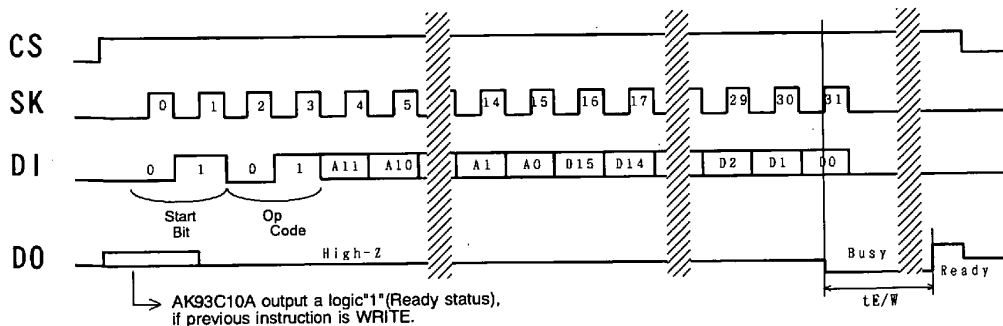 CS
SK 0 1 2 3 4 5 14 15 16 17 29 30 31
DI 0 1 0 1 A11 A10 A1 A0 D15 D14 D2 D1 D0
Start
Bit
Op
Code
DO High-Z Busy Ready
tE/W
AK93C10A output a logic"1"(Ready status),
if previous instruction is WRITE.